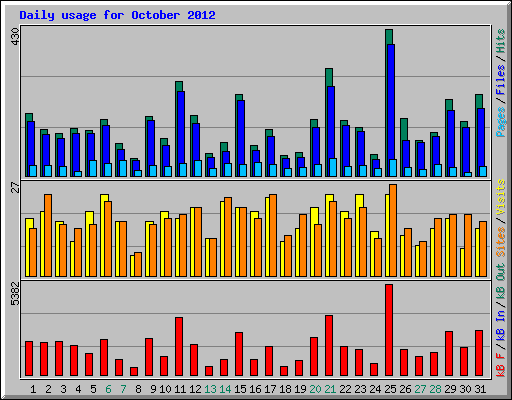 Daily usage for October 2012
430
Pages / Files / Hits
27
Sites / Visits
5382
kB F / kB In / kB Out
1 2 3 4 5 6 7 8 9 10 11 12 13 14 15 16 17 18 19 20 21 22 23 24 25 26 27 28 29 30 31